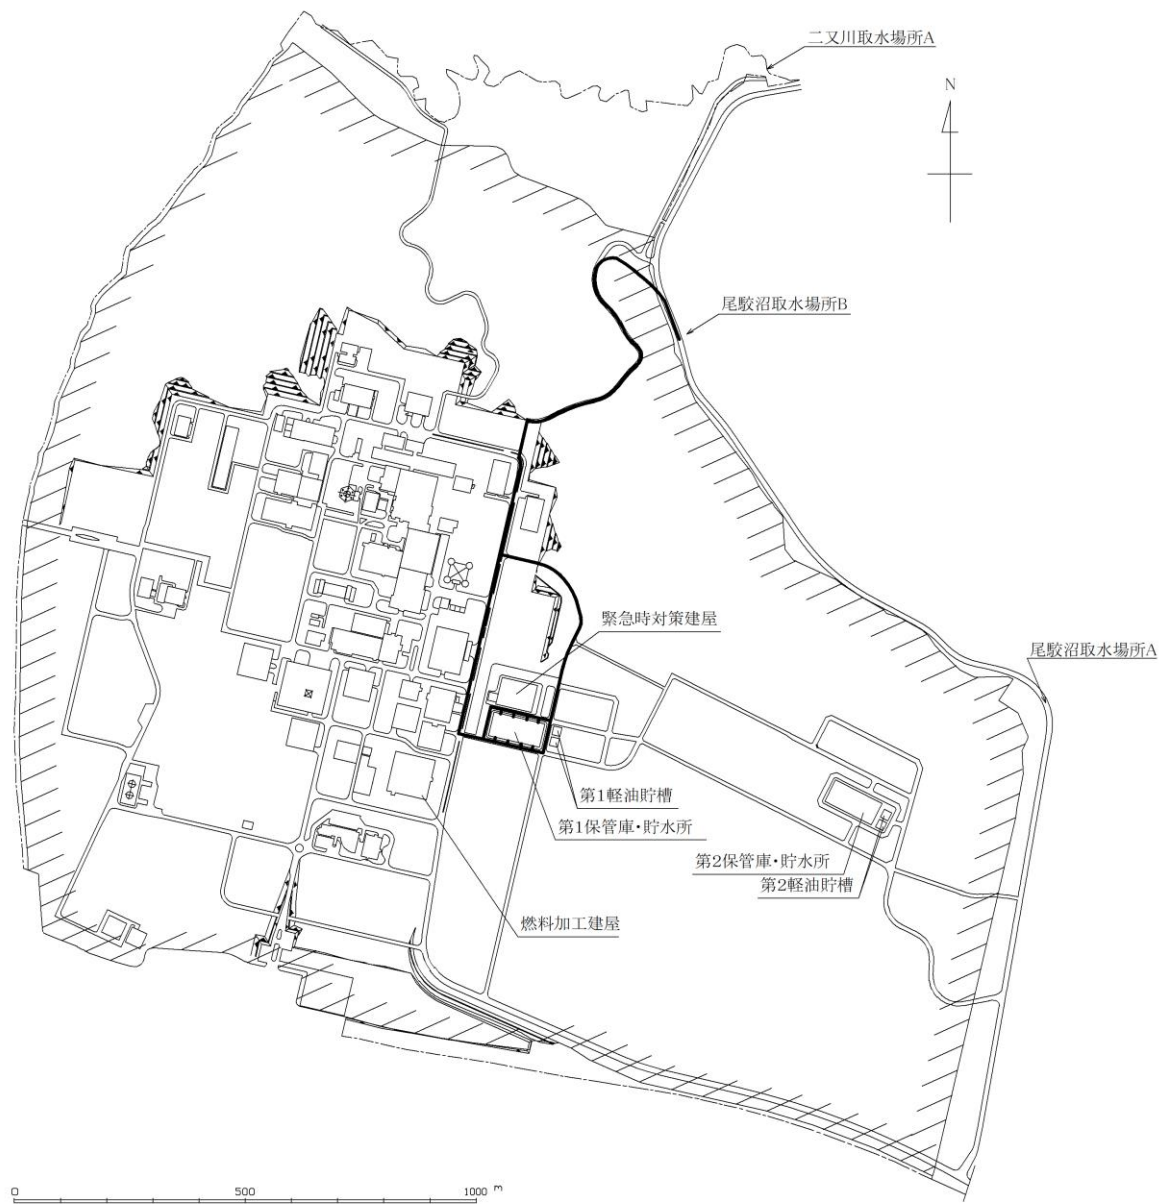 二又川取水場所A
N
尾駮沼取水場所B
緊急時対策建屋
尾駮沼取水場所A
第1軽油貯槽
第1保管庫・貯水所
第2保管庫・貯水所
第2軽油貯槽
燃料加工建屋
0 500 1000 m